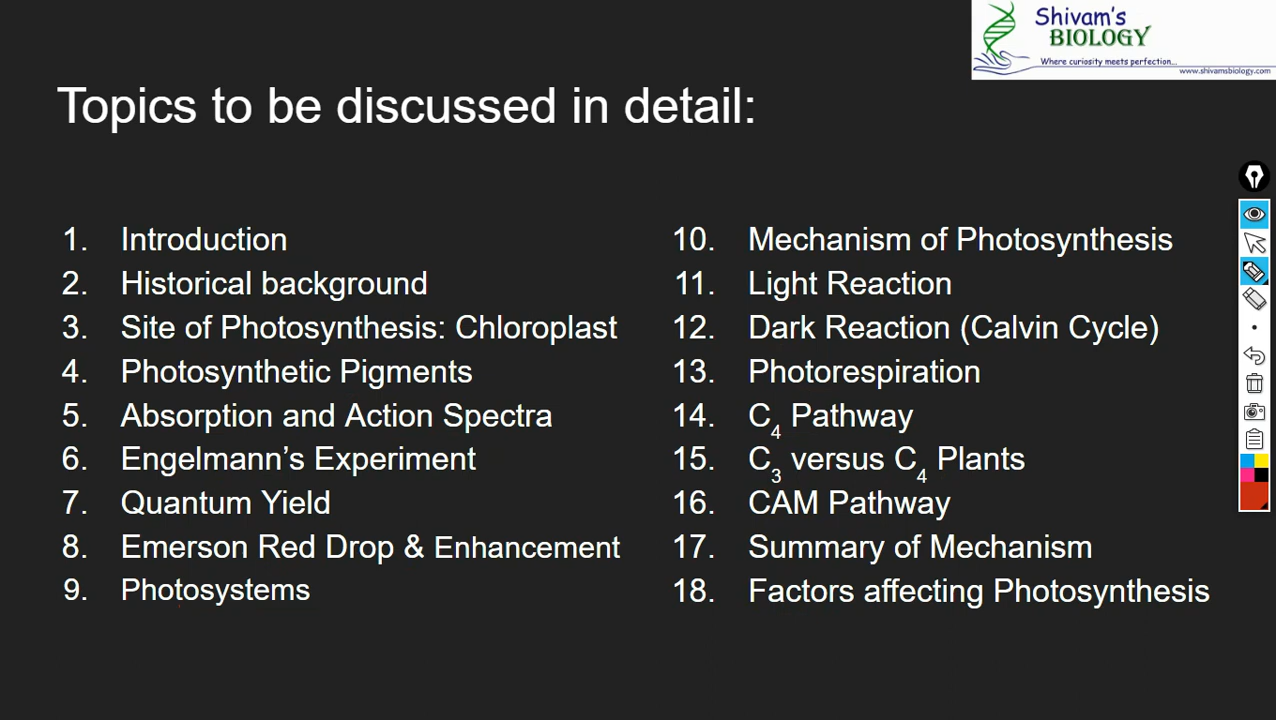 Shivam's
BIOLOGY
Where curiosity meets perfection...
www.shivamsbiology.com
Topics to be discussed in detail:
1. Introduction
2. Historical background
3. Site of Photosynthesis: Chloroplast
4. Photosynthetic Pigments
5. Absorption and Action Spectra
6. Engelmann’s Experiment
7. Quantum Yield
8. Emerson Red Drop & Enhancement
9. Photosystems
10. Mechanism of Photosynthesis
11. Light Reaction
12. Dark Reaction (Calvin Cycle)
13. Photorespiration
14. C₄ Pathway
15. C₃ versus C₄ Plants
16. CAM Pathway
17. Summary of Mechanism
18. Factors affecting Photosynthesis